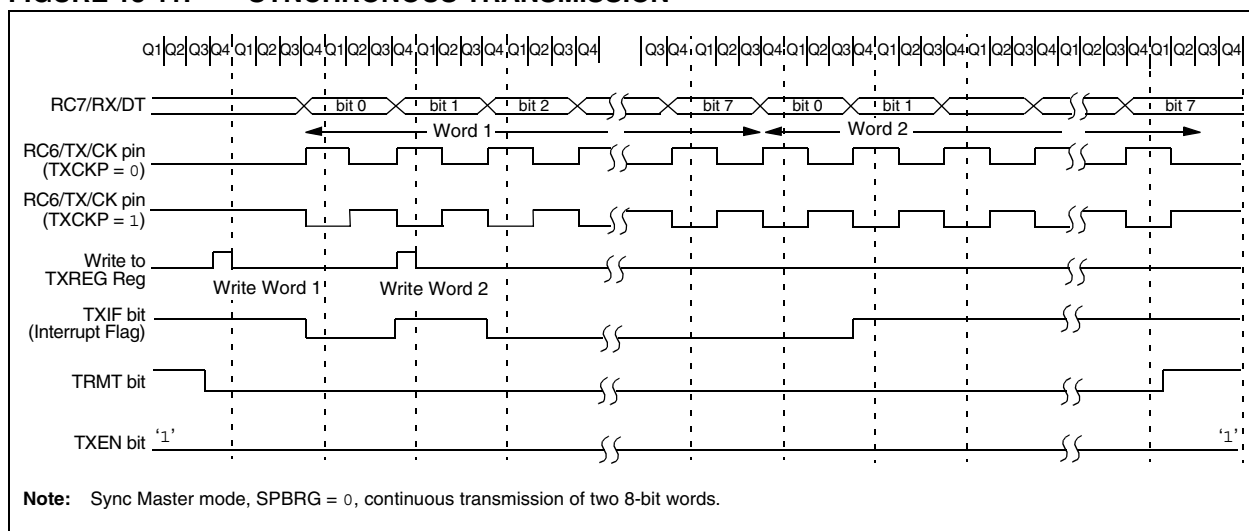 Q1 Q2 Q3 Q4 Q1 Q2 Q3 Q4 Q1 Q2 Q3 Q4 Q1 Q2 Q3 Q4 Q1 Q2 Q3 Q4 Q3 Q4 Q1 Q2 Q3 Q4 Q1 Q2 Q3 Q4 Q1 Q2 Q3 Q4 Q1 Q2 Q3 Q4 Q1 Q2 Q3 Q4 Q1 Q2 Q3 Q4
RC7/RX/DT bit 0 bit 1 bit 2 bit 7 bit 0 bit 1 bit 7
Word 1 Word 2
RC6/TX/CK pin
(TXCKP = 0)
RC6/TX/CK pin
(TXCKP = 1)
Write to
TXREG Reg
Write Word 1 Write Word 2
TXIF bit
(Interrupt Flag)
TRMT bit
TXEN bit ‘1’ ‘1’
Note: Sync Master mode, SPBRG = 0, continuous transmission of two 8-bit words.